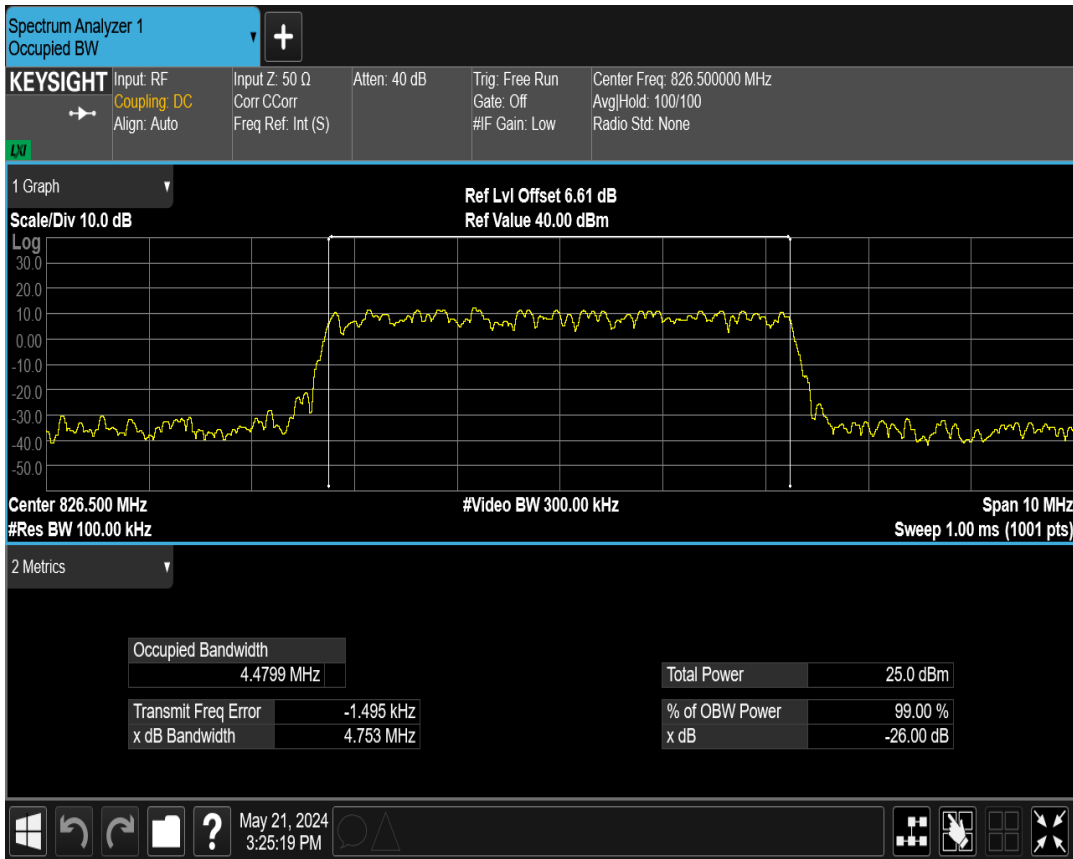 Spectrum Analyzer 1
Occupied BW
+
KEYSIGHT
LXI
Input: RF
Coupling: DC
Align: Auto
Input Z: 50 Ω
Corr CCorr
Freq Ref: Int (S)
Atten: 40 dB
Trig: Free Run
Gate: Off
#IF Gain: Low
Center Freq: 826.500000 MHz
Avg|Hold: 100/100
Radio Std: None
1 Graph
Scale/Div 10.0 dB
Ref Lvl Offset 6.61 dB
Ref Value 40.00 dBm
Log
30.0
20.0
10.0
0.00
-10.0
-20.0
-30.0
-40.0
-50.0
Center 826.500 MHz
#Video BW 300.00 kHz
Span 10 MHz
#Res BW 100.00 kHz
Sweep 1.00 ms (1001 pts)
2 Metrics
Occupied Bandwidth
4.4799 MHz
Total Power 25.0 dBm
Transmit Freq Error -1.495 kHz
% of OBW Power 99.00 %
x dB Bandwidth 4.753 MHz
x dB -26.00 dB
?
May 21, 2024
3:25:19 PM